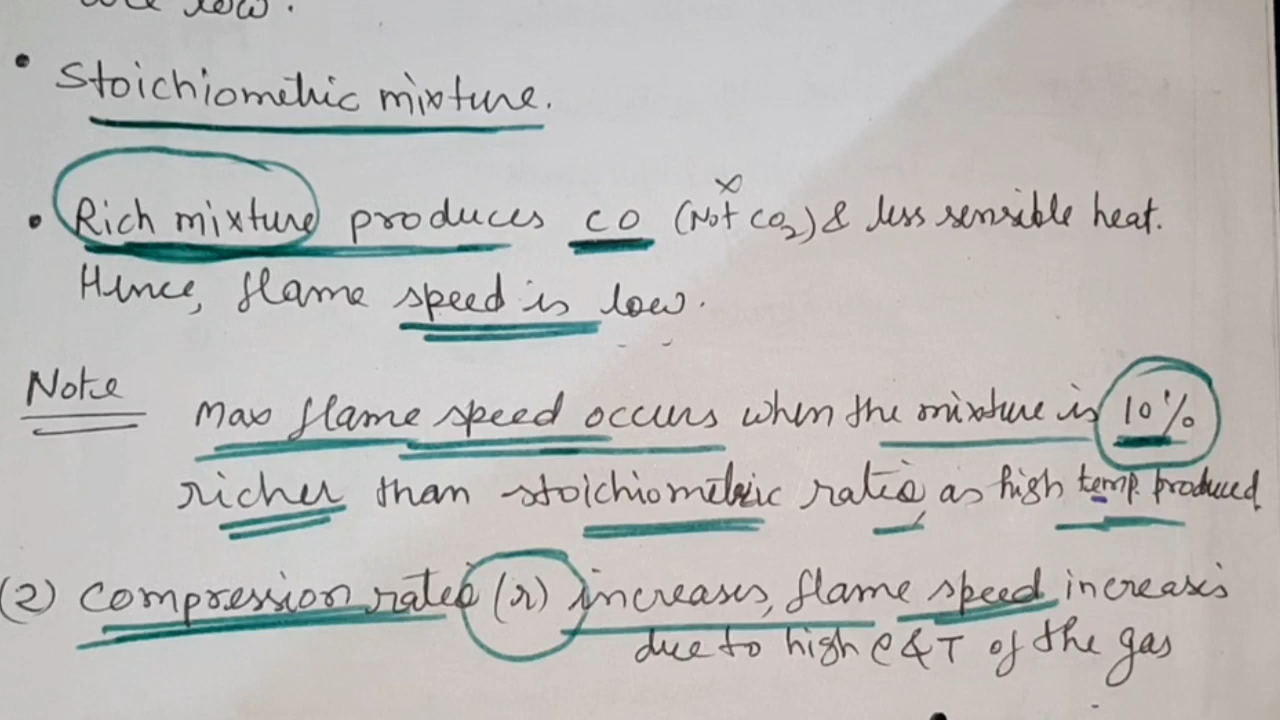 are low.
• Stoichiometric mixture.
• Rich mixture produces CO (Not CO₂) & less sensible heat.
Hence, flame speed is low.
Note Max flame speed occurs when the mixture is 10%
richer than stoichiometric ratio as high temp. produced
(2) Compression ratio (r) increases, flame speed increases
due to high P & T of the gas